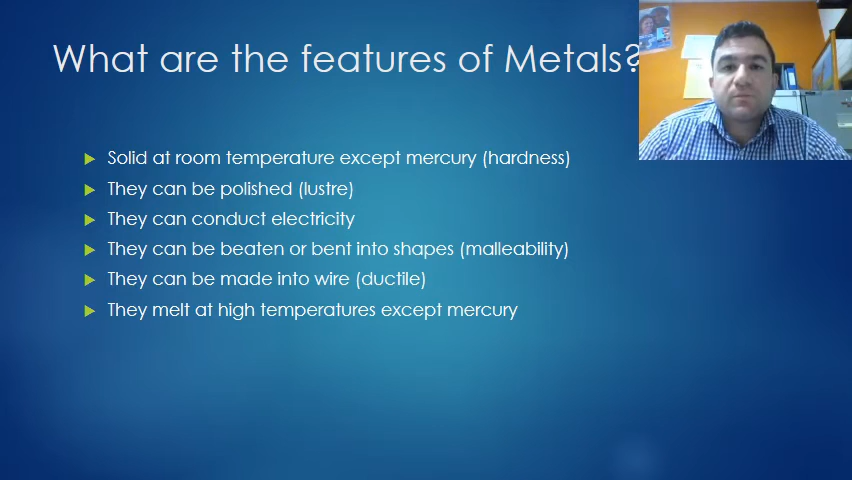 What are the features of Metals?
Solid at room temperature except mercury (hardness)
They can be polished (lustre)
They can conduct electricity
They can be beaten or bent into shapes (malleability)
They can be made into wire (ductile)
They melt at high temperatures except mercury